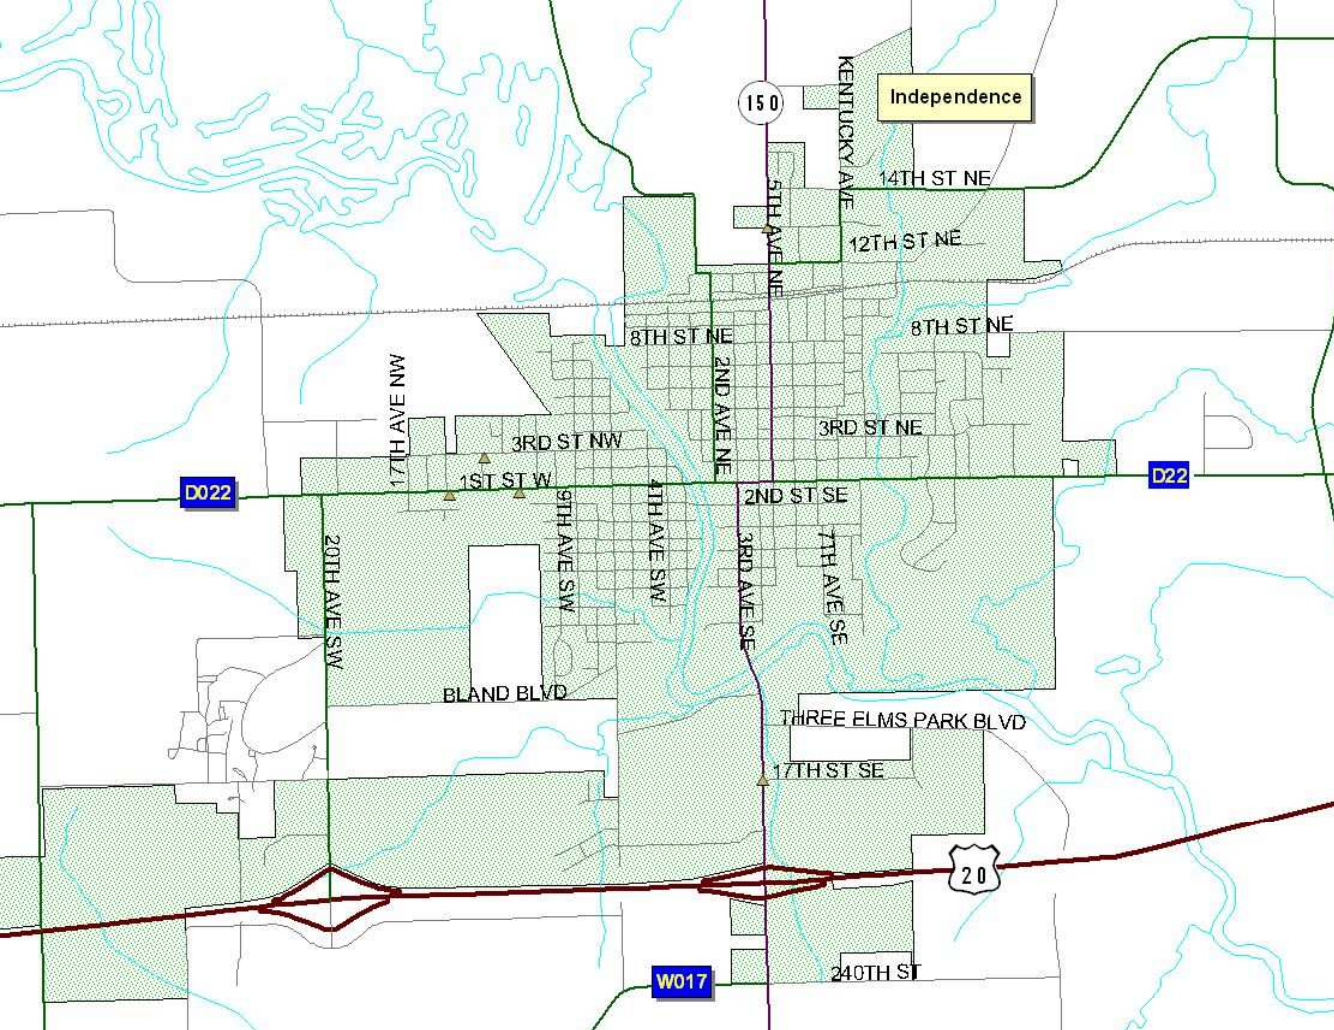 KENTUCKY AVE
Independence
150
14TH ST NE
5TH AVE NE
12TH ST NE
8TH ST NE
8TH ST NE
17TH AVE NW
2ND AVE NE
3RD ST NE
3RD ST NW
1ST ST W
D022
D22
2ND ST SE
9TH AVE SW
4TH AVE SW
20TH AVE SW
3RD AVE SE
7TH AVE SE
BLAND BLVD
THREE ELMS PARK BLVD
17TH ST SE
20
240TH ST
W017